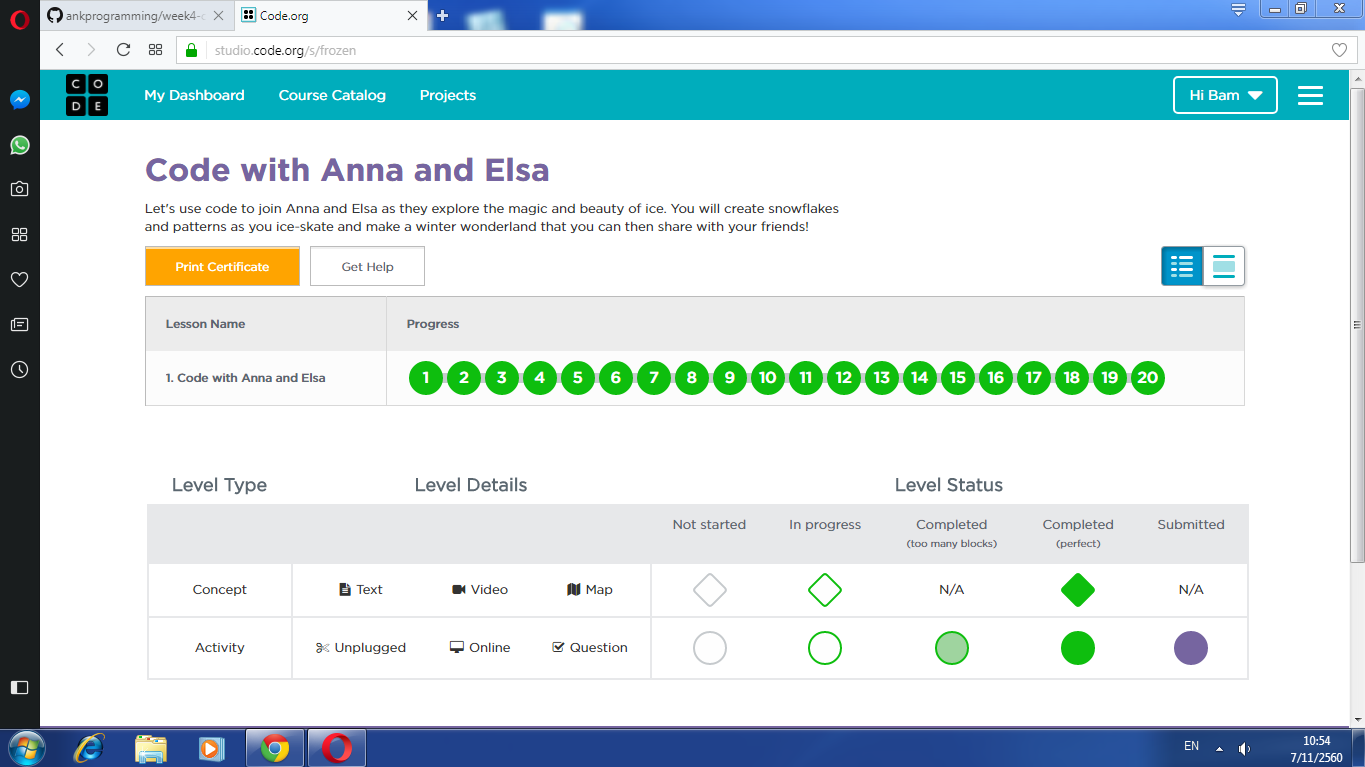 ankprogramming/week4-c
Code.org
studio.code.org/s/frozen
C O
D E
My Dashboard
Course Catalog
Projects
Hi Bam
Code with Anna and Elsa
Let's use code to join Anna and Elsa as they explore the magic and beauty of ice. You will create snowflakes
and patterns as you ice-skate and make a winter wonderland that you can then share with your friends!
Print Certificate
Get Help
Lesson Name
Progress
1. Code with Anna and Elsa
1 2 3 4 5 6 7 8 9 10 11 12 13 14 15 16 17 18 19 20
Level Type
Level Details
Level Status
Not started
In progress
Completed
(too many blocks)
Completed
(perfect)
Submitted
Concept
Text
Video
Map
N/A
N/A
Activity
Unplugged
Online
Question
EN
10:54
7/11/2560